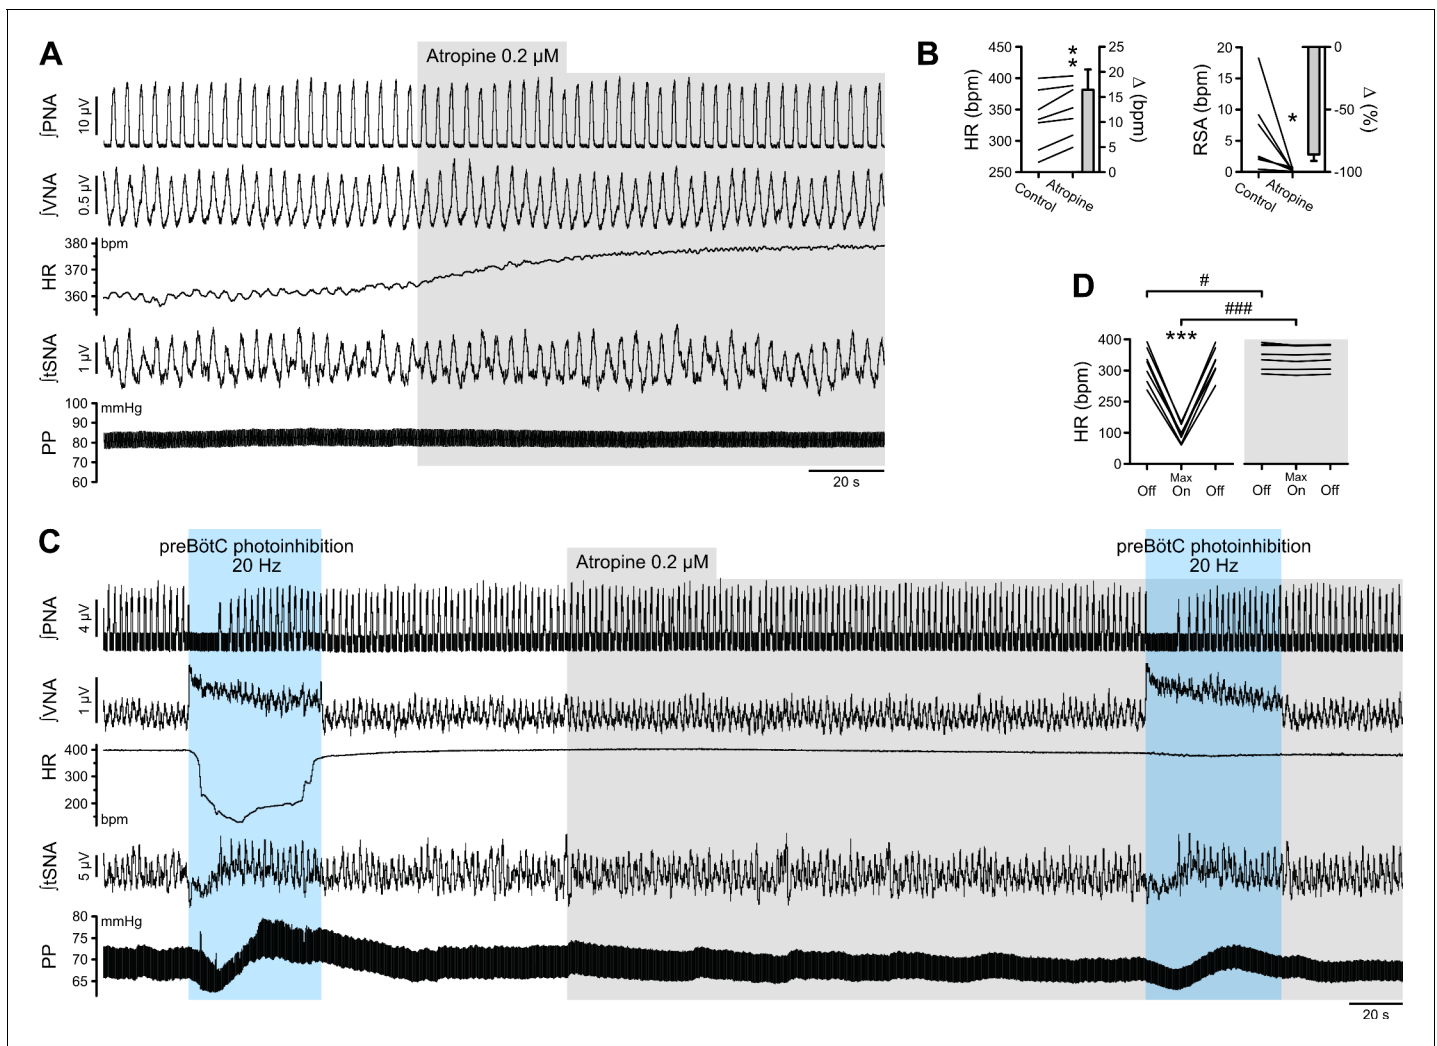 A
Atropine 0.2 µM
∫PNA
10 µV
∫VNA
0.5 µV
HR
bpm
380
370
360
∫tSNA
1 µV
PP
mmHg
100
90
80
70
60
20 s
B
HR (bpm)
450
400
350
300
250
Control
Atropine
*
*
25
20
15
10
5
0
Δ (bpm)
RSA (bpm)
20
15
10
5
0
Control
Atropine
*
0
-50
-100
Δ (%)
D
#
###
***
HR (bpm)
400
300
250
100
0
Off
Max
On
Off
Off
Max
On
Off
C
preBötC photoinhibition
20 Hz
Atropine 0.2 µM
preBötC photoinhibition
20 Hz
∫PNA
4 µV
∫VNA
1 µV
HR
400
300
200
bpm
∫tSNA
5 µV
PP
mmHg
80
75
70
65
20 s